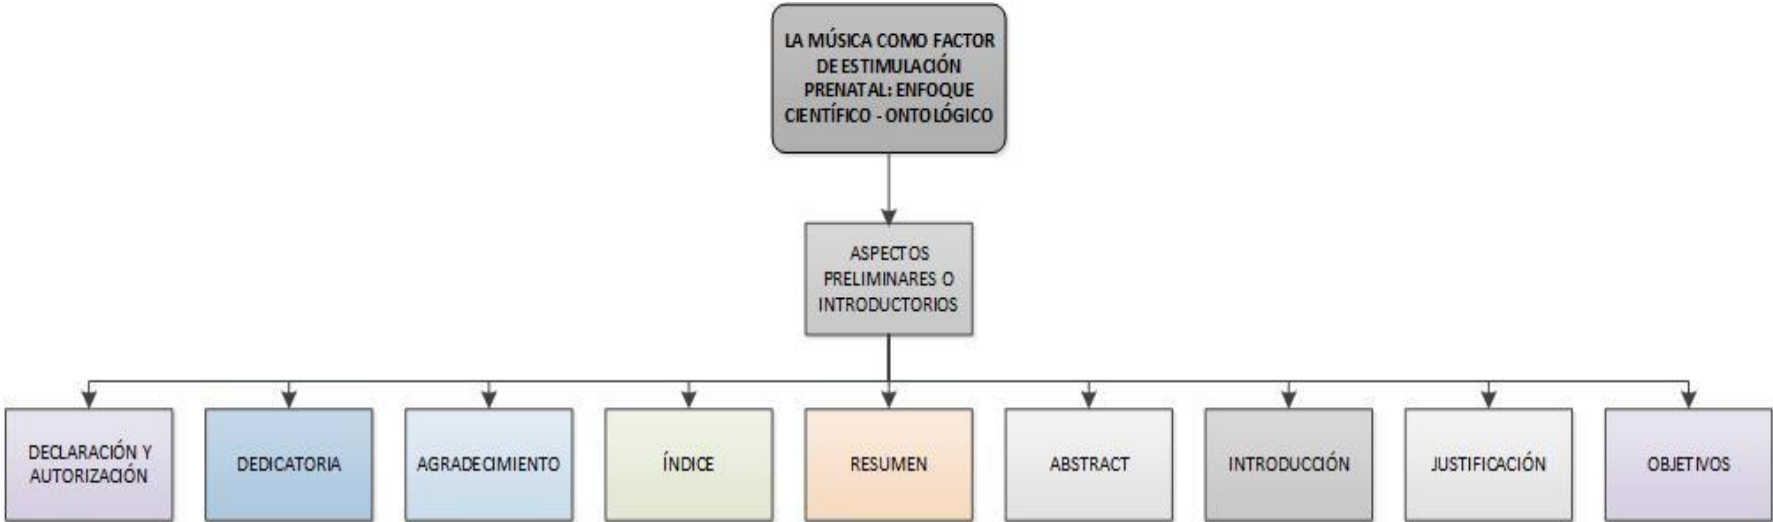 LA MÚSICA COMO FACTOR
DE ESTIMULACIÓN
PRENATAL: ENFOQUE
CIENTÍFICO - ONTOLÓGICO
ASPECTOS
PRELIMINARES O
INTRODUCTORIOS
DECLARACIÓN Y
AUTORIZACIÓN
DEDICATORIA
AGRADECIMIENTO
ÍNDICE
RESUMEN
ABSTRACT
INTRODUCCIÓN
JUSTIFICACIÓN
OBJETIVOS